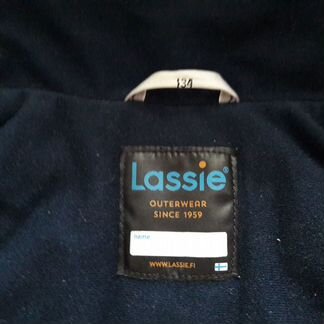 134
Lassie®
OUTERWEAR
SINCE 1959
name
WWW.LASSIE.FI